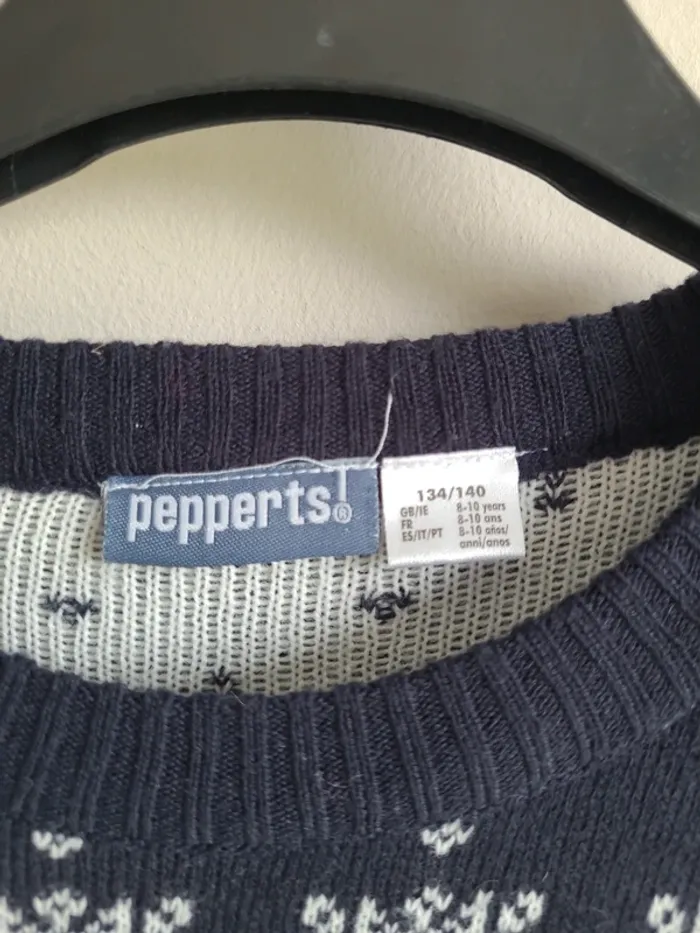 pepperts!®
134/140
GB/IE 8-10 years
FR 8-10 ans
ES/IT/PT 8-10 años/
anni/anos